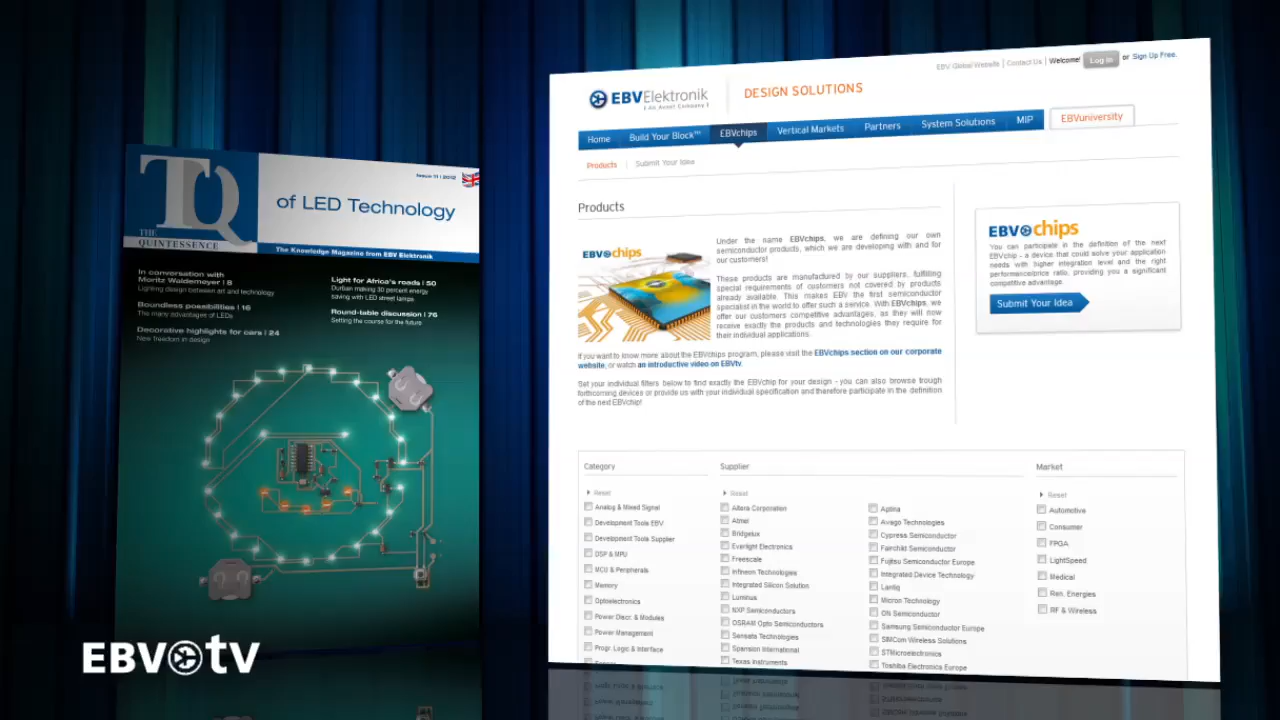 TQ
THE
QUINTESSENCE
Issue 11 | 2012
of LED Technology
The Knowledge Magazine from EBV Elektronik
In conversation with
Moritz Waldemeyer | 8
Lighting design between art and technology
Boundless possibilities | 16
The many advantages of LEDs
Decorative highlights for cars | 24
New freedom in design
Light for Africa's roads | 50
Durban making 30 percent energy
saving with LED street lamps
Round-table discussion | 76
Setting the course for the future
EBV TV
EBV Global Website | Contact Us | Welcome! Log in or Sign Up Free.
EBVElektronik
| An Avnet Company |
DESIGN SOLUTIONS
Home Build Your Block™ EBVchips Vertical Markets Partners System Solutions MIP EBVuniversity
Products Submit Your Idea
Products
EBV chips
Under the name EBVchips, we are defining our own
semiconductor products, which we are developing with and for
our customers!
These products are manufactured by our suppliers, fulfilling
special requirements of customers not covered by products
already available. This makes EBV the first semiconductor
specialist in the world to offer such a service. With EBVchips, we
offer our customers competitive advantages, as they will now
receive exactly the products and technologies they require for
their individual applications.
If you want to know more about the EBVchips program, please visit the EBVchips section on our corporate
website, or watch an introductive video on EBVtv.
Set your individual filters below to find exactly the EBVchip for your design - you can also browse trough
forthcoming devices or provide us with your individual specification and therefore participate in the definition
of the next EBVchip!
EBV chips
You can participate in the definition of the next
EBVchip - a device that could solve your application
needs with higher integration level and the right
performance/price ratio, providing you a significant
competitive advantage.
Submit Your Idea
Category
Reset
Analog & Mixed Signal
Development Tools EBV
Development Tools Supplier
DSP & MPU
MCU & Peripherals
Memory
Optoelectronics
Power Discr. & Modules
Power Management
Progr. Logic & Interface
Supplier
Reset
Altera Corporation
Atmel
Bridgelux
Everlight Electronics
Freescale
Infineon Technologies
Integrated Silicon Solution
Luminus
NXP Semiconductors
OSRAM Opto Semiconductors
Sensata Technologies
Spansion International
Texas Instruments
Aptina
Avago Technologies
Cypress Semiconductor
Fairchild Semiconductor
Fujitsu Semiconductor Europe
Integrated Device Technology
Lantiq
Micron Technology
ON Semiconductor
Samsung Semiconductor Europe
SIMCom Wireless Solutions
STMicroelectronics
Toshiba Electronics Europe
Market
Reset
Automotive
Consumer
FPGA
LightSpeed
Medical
Ren. Energies
RF & Wireless